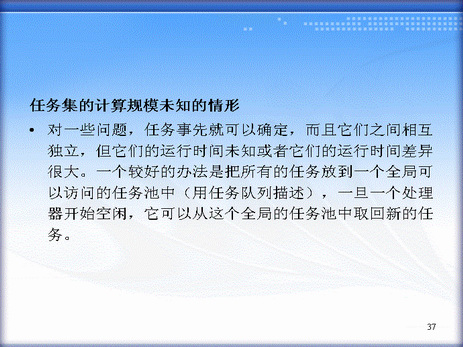 任务集的计算规模未知的情形
• 对一些问题，任务事先就可以确定，而且它们之间相互
独立，但它们的运行时间未知或者它们的运行时间差异
很大。一个较好的办法是把所有的任务放到一个全局可
以访问的任务池中（用任务队列描述），一旦一个处理
器开始空闲，它可以从这个全局的任务池中取回新的任
务。
37